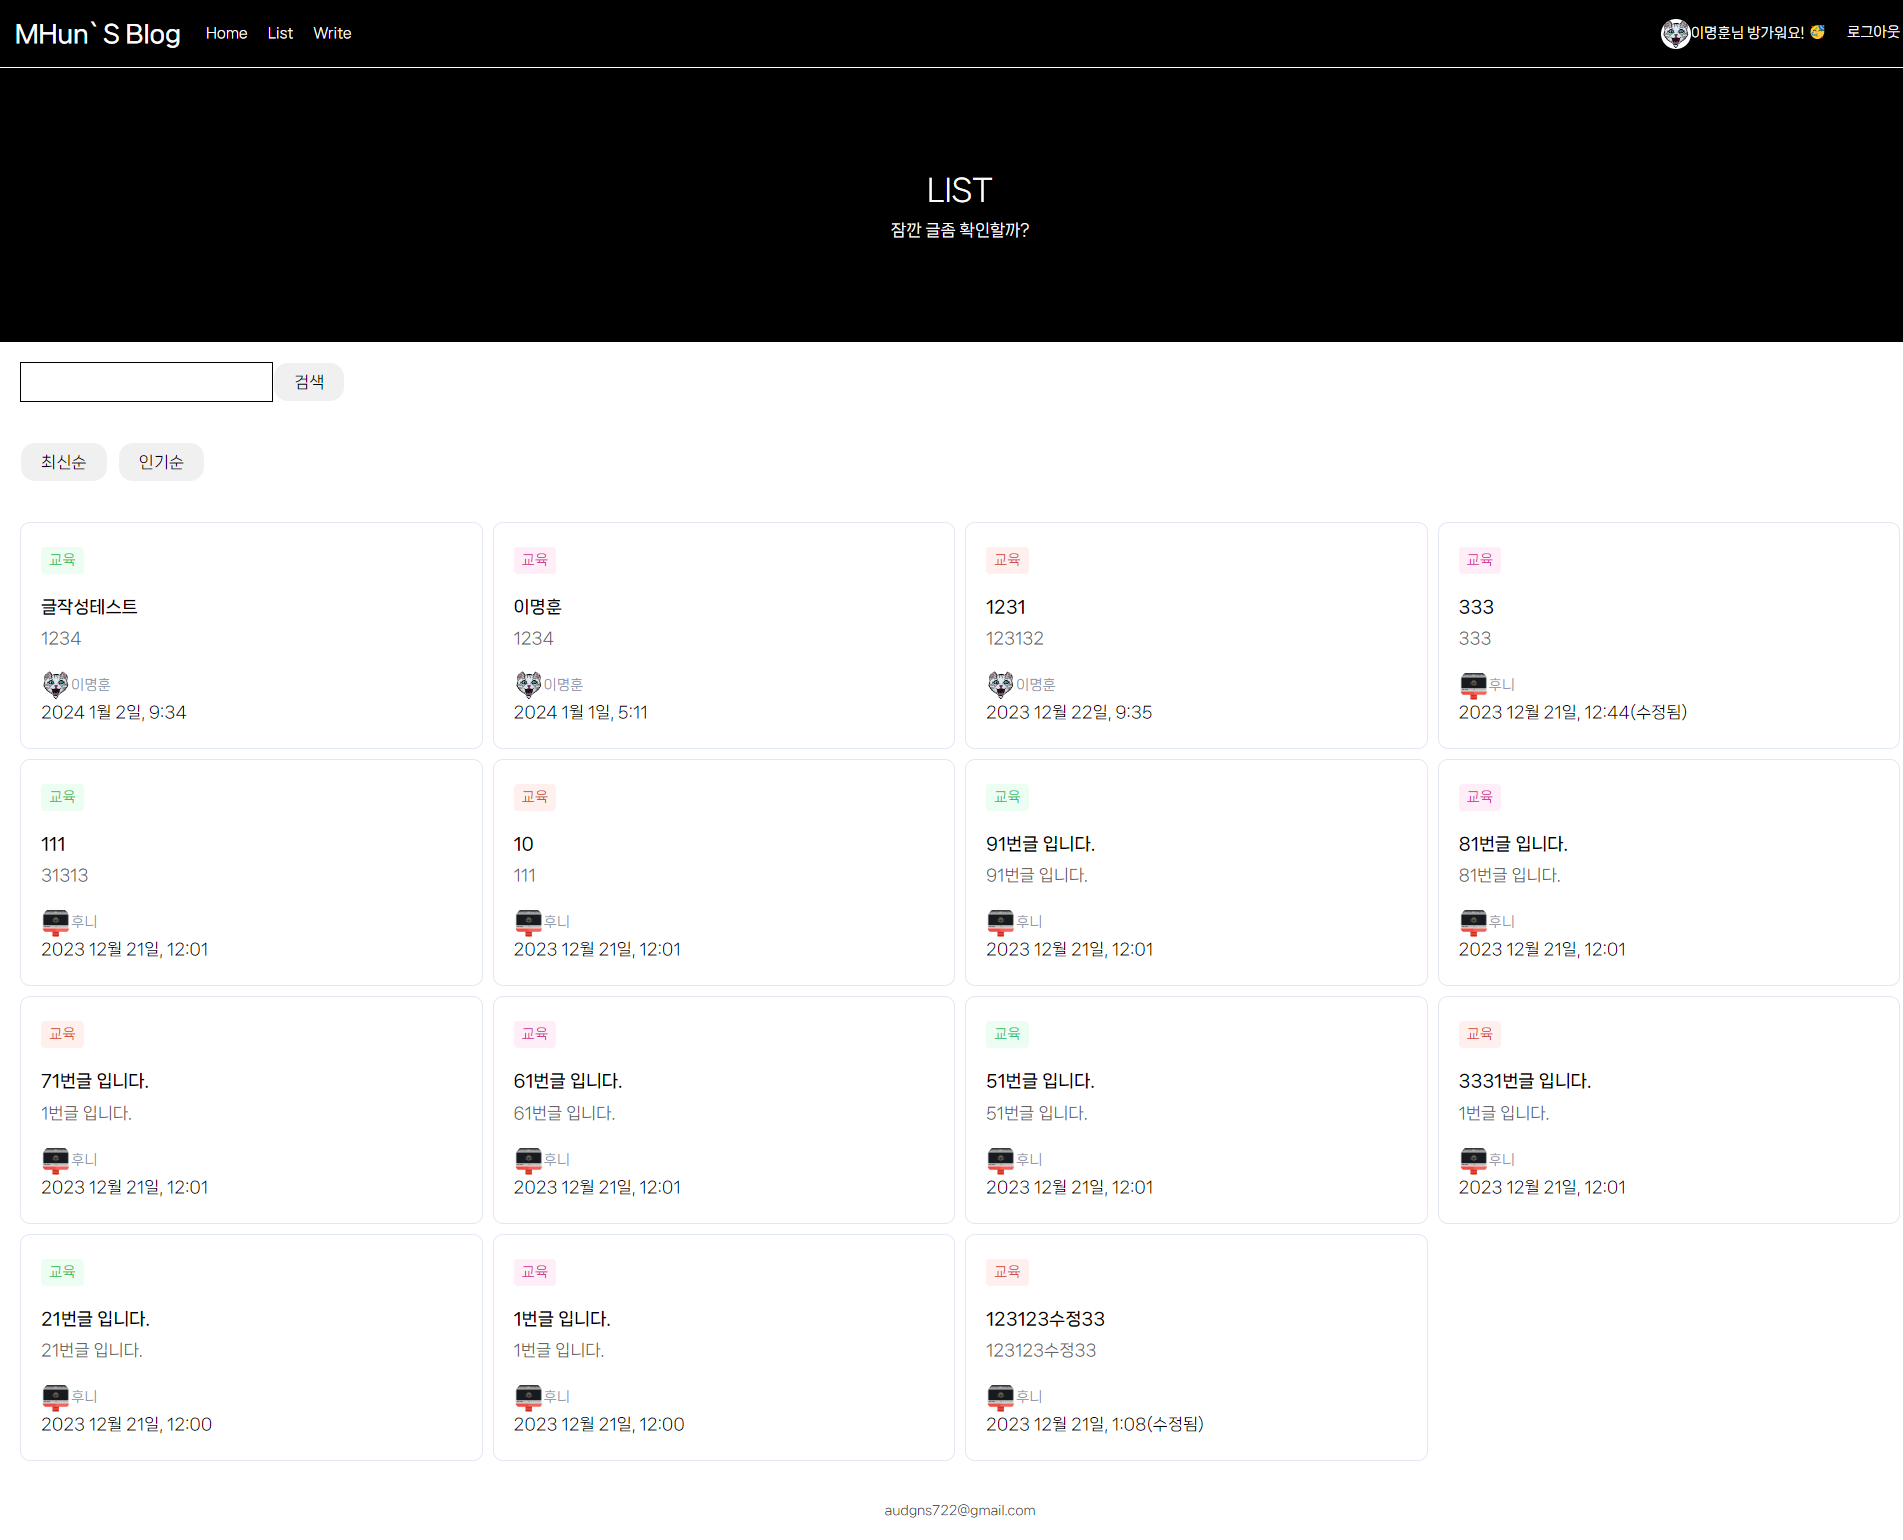 MHun`S Blog Home List Write 이명훈님 방가워요! 🥳 로그아웃
LIST
잠깐 글좀 확인할까?
검색
최신순 인기순
교육
글작성테스트
1234
이명훈
2024 1월 2일, 9:34
교육
이명훈
1234
이명훈
2024 1월 1일, 5:11
교육
1231
123132
이명훈
2023 12월 22일, 9:35
교육
333
333
후니
2023 12월 21일, 12:44(수정됨)
교육
111
31313
후니
2023 12월 21일, 12:01
교육
10
111
후니
2023 12월 21일, 12:01
교육
91번글 입니다.
91번글 입니다.
후니
2023 12월 21일, 12:01
교육
81번글 입니다.
81번글 입니다.
후니
2023 12월 21일, 12:01
교육
71번글 입니다.
1번글 입니다.
후니
2023 12월 21일, 12:01
교육
61번글 입니다.
61번글 입니다.
후니
2023 12월 21일, 12:01
교육
51번글 입니다.
51번글 입니다.
후니
2023 12월 21일, 12:01
교육
3331번글 입니다.
1번글 입니다.
후니
2023 12월 21일, 12:01
교육
21번글 입니다.
21번글 입니다.
후니
2023 12월 21일, 12:00
교육
1번글 입니다.
1번글 입니다.
후니
2023 12월 21일, 12:00
교육
123123수정33
123123수정33
후니
2023 12월 21일, 1:08(수정됨)
audgns722@gmail.com